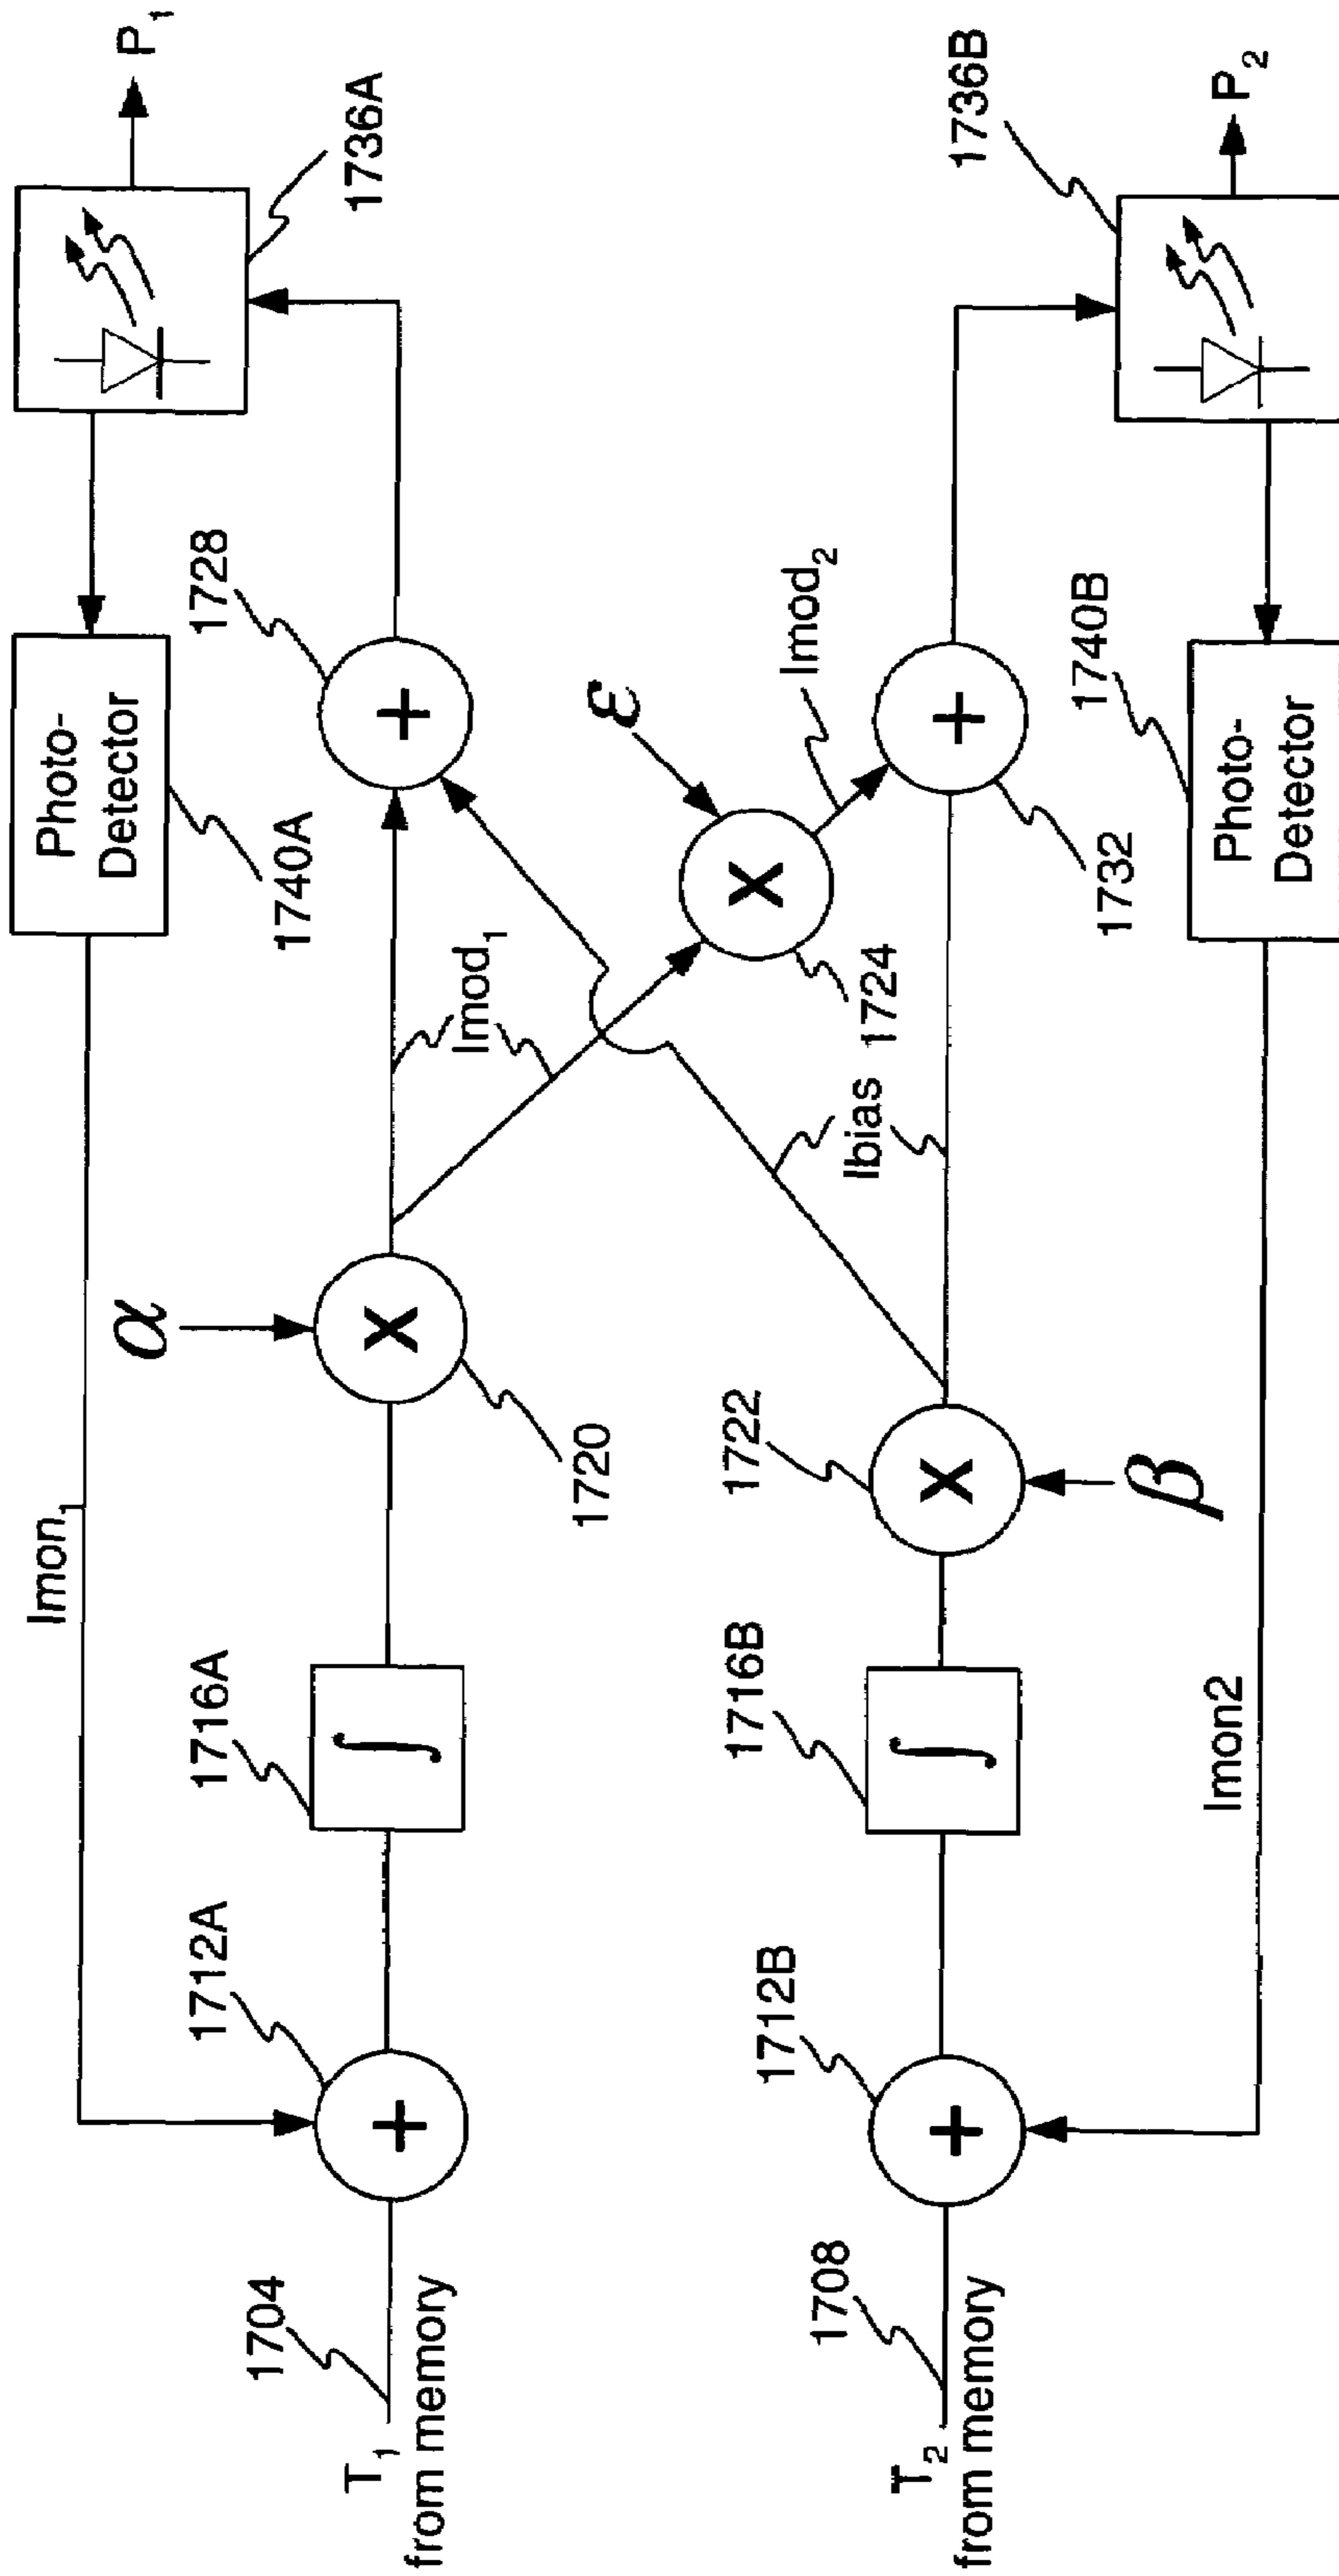 Imon₁
Photo-
Detector
1740A
P₁
1736A
α
1712A
1716A
1720
Imod₁
1728
1704
T₁
from memory
ε
Imod₂
1724
Ibias
1712B
1716B
1722
1732
1736B
1708
T₂
from memory
β
P₂
1740B
Photo-
Detector
Imon2
+
∫
X
+
X
+
∫
X
+